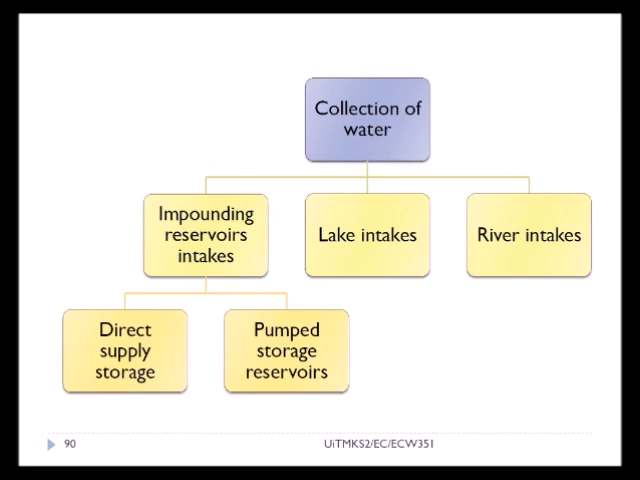 Collection of
water
Impounding
reservoirs
intakes
Lake intakes
River intakes
Direct
supply
storage
Pumped
storage
reservoirs
90
UiTMKS2/EC/ECW351